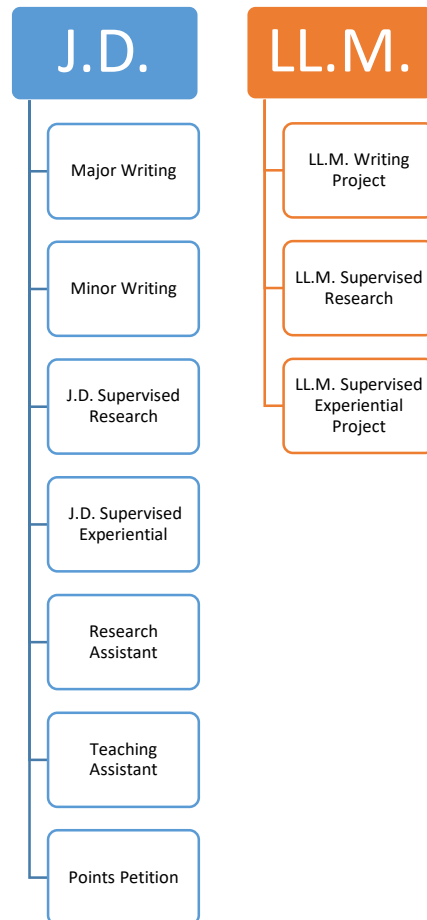 J.D.
Major Writing
Minor Writing
J.D. Supervised
Research
J.D. Supervised
Experiential
Research
Assistant
Teaching
Assistant
Points Petition
LL.M.
LL.M. Writing
Project
LL.M. Supervised
Research
LL.M. Supervised
Experiential
Project